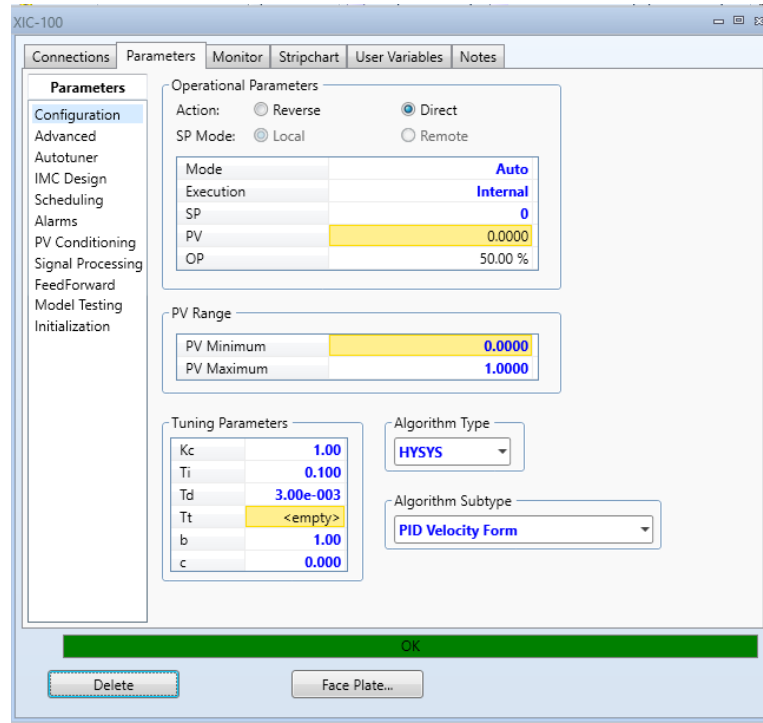 XIC-100
Connections Parameters Monitor Stripchart User Variables Notes
Parameters
Configuration
Advanced
Autotuner
IMC Design
Scheduling
Alarms
PV Conditioning
Signal Processing
FeedForward
Model Testing
Initialization
Operational Parameters
Action: Reverse Direct
SP Mode: Local Remote
Mode Auto
Execution Internal
SP 0
PV 0.0000
OP 50.00 %
PV Range
PV Minimum 0.0000
PV Maximum 1.0000
Tuning Parameters
Kc 1.00
Ti 0.100
Td 3.00e-003
Tt <empty>
b 1.00
c 0.000
Algorithm Type
HYSYS
Algorithm Subtype
PID Velocity Form
OK
Delete Face Plate...